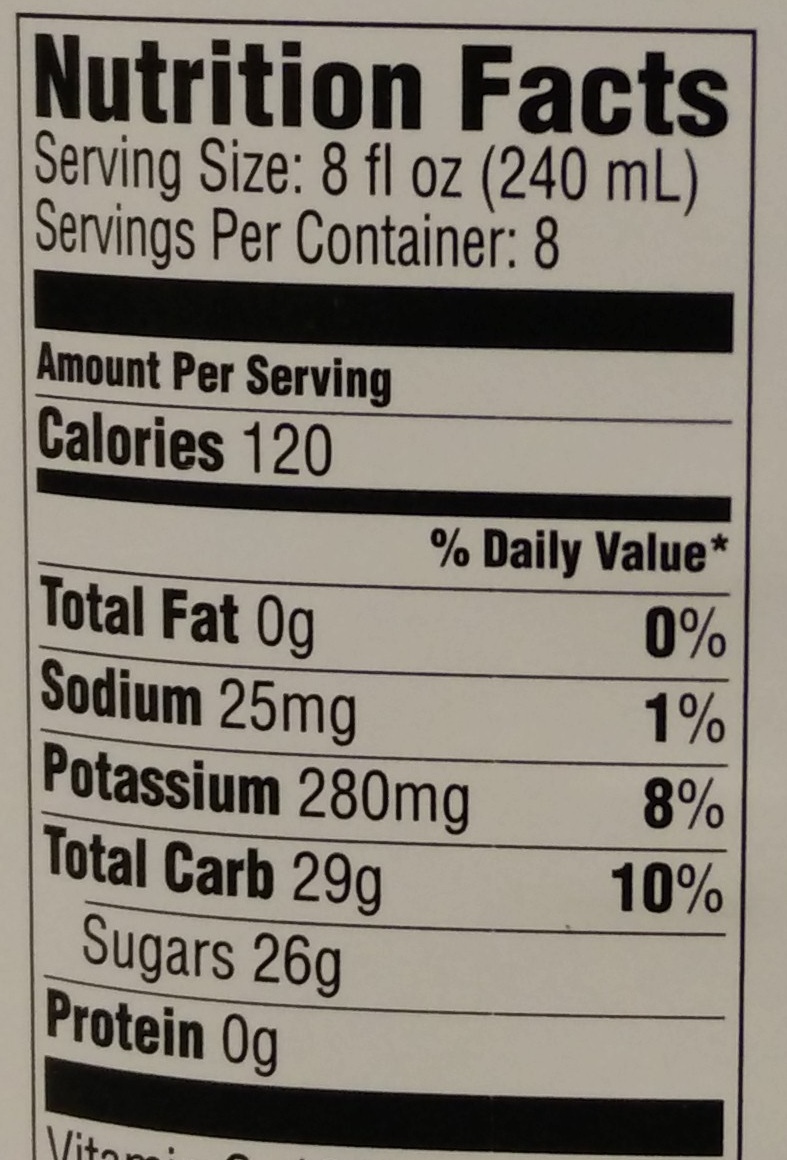 Nutrition Facts
Serving Size: 8 fl oz (240 mL)
Servings Per Container: 8
Amount Per Serving
Calories 120
% Daily Value*
Total Fat 0g 0%
Sodium 25mg 1%
Potassium 280mg 8%
Total Carb 29g 10%
Sugars 26g
Protein 0g